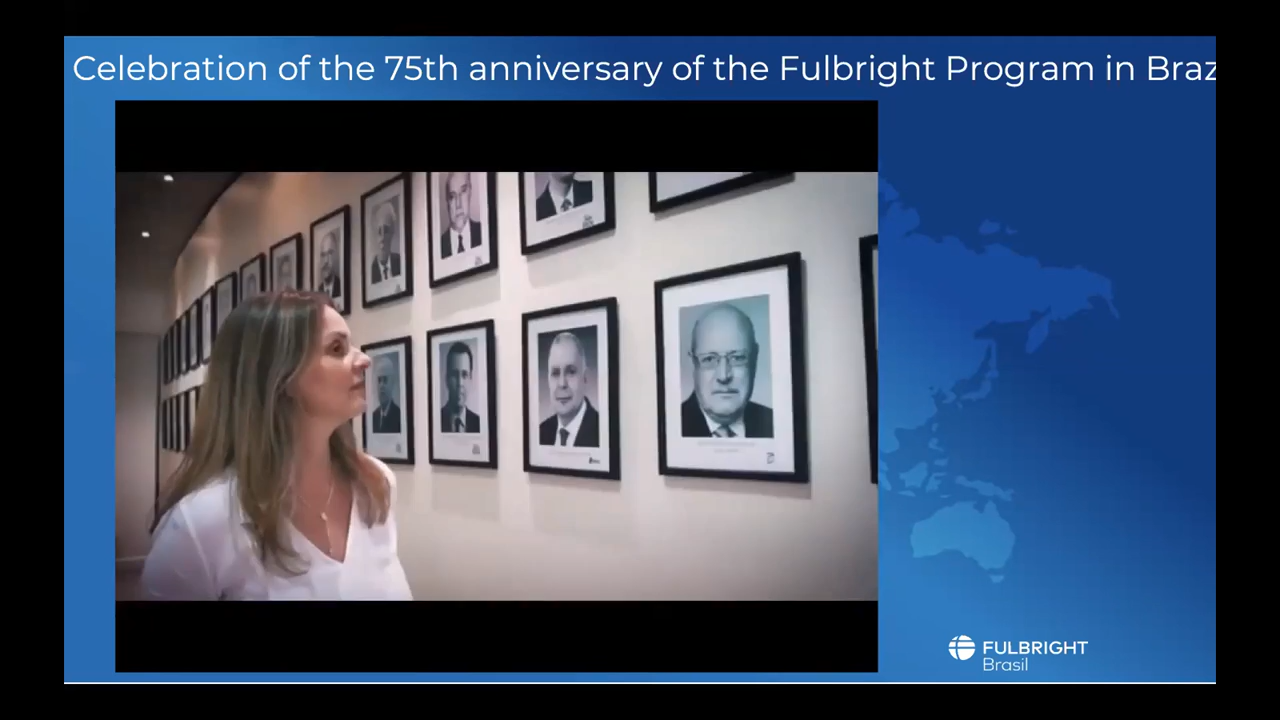 Celebration of the 75th anniversary of the Fulbright Program in Braz
FULBRIGHT
Brasil